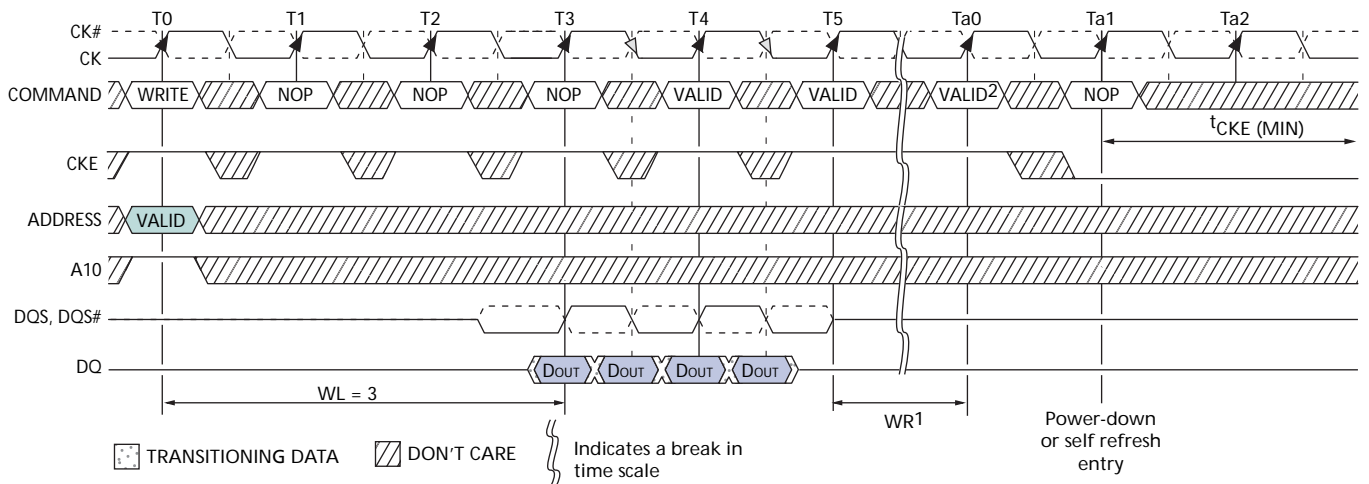 T0 T1 T2 T3 T4 T5 Ta0 Ta1 Ta2
CK#
CK
COMMAND WRITE NOP NOP NOP VALID VALID VALID2 NOP
tCKE (MIN)
CKE
ADDRESS VALID
A10
DQS, DQS#
DQ DOUT DOUT DOUT DOUT
WL = 3
WR1
Power-down
or self refresh
entry
TRANSITIONING DATA
DON'T CARE
Indicates a break in
time scale